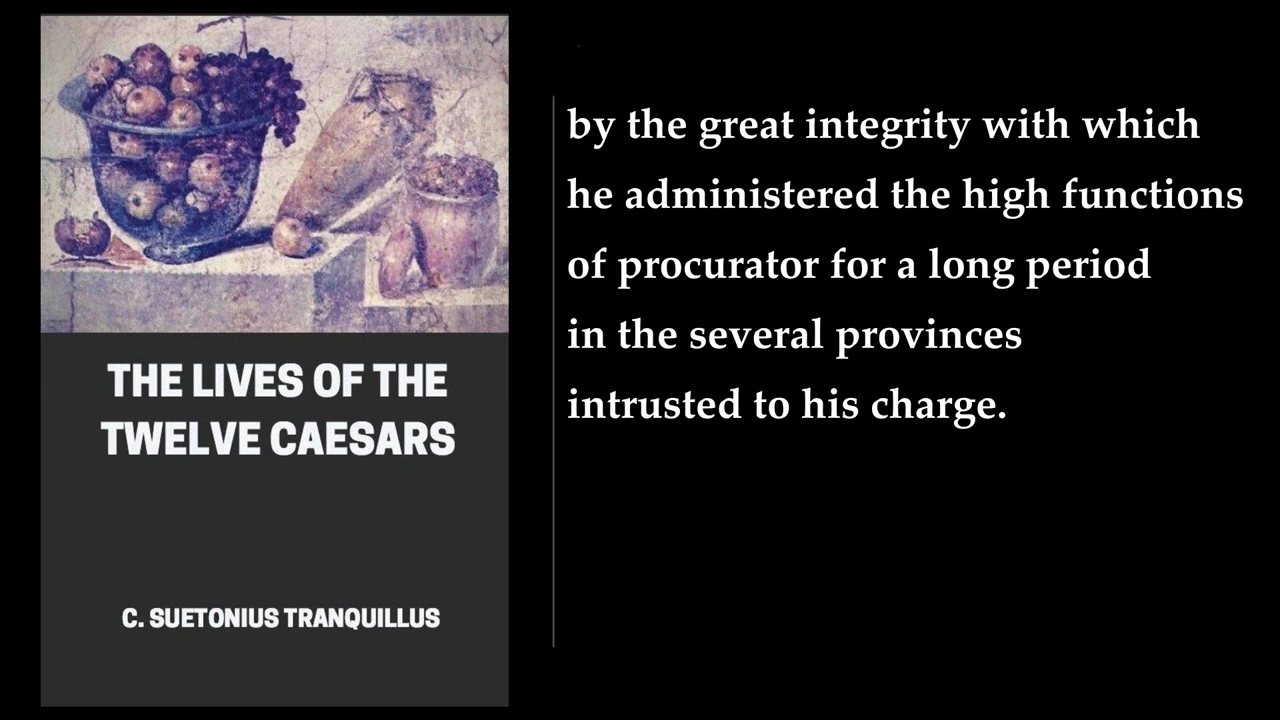 THE LIVES OF THE
TWELVE CAESARS
C. SUETONIUS TRANQUILLUS
by the great integrity with which
he administered the high functions
of procurator for a long period
in the several provinces
intrusted to his charge.